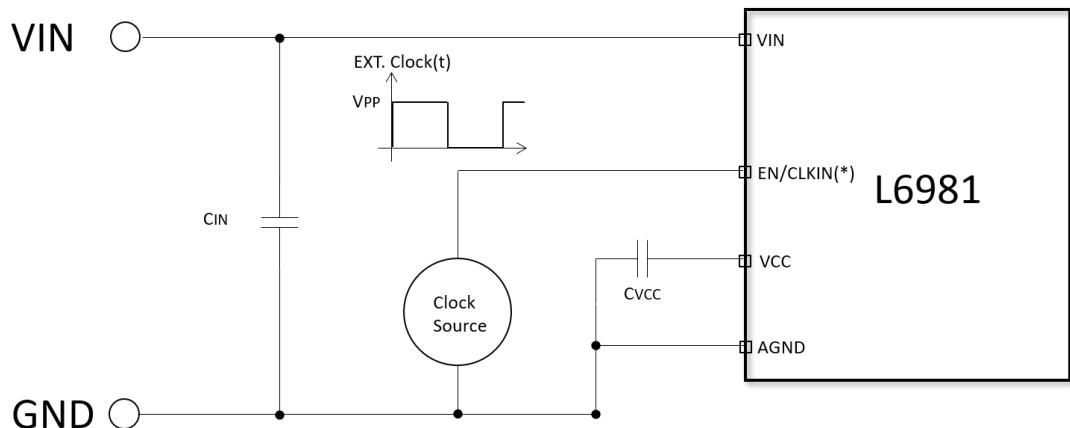 VIN
VIN
EXT. Clock(t)
VPP
EN/CLKIN(*)
L6981
CIN
VCC
CVCC
Clock
Source
AGND
GND